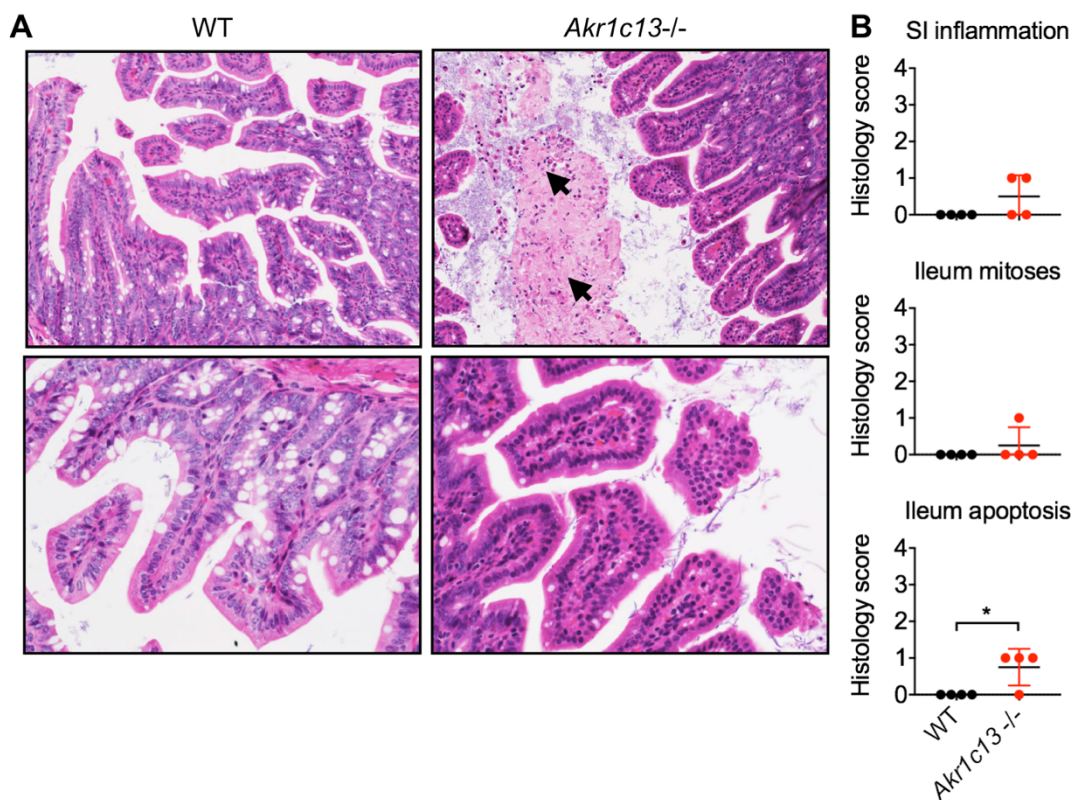 A
WT
Akr1c13-/-
B
SI inflammation
Histology score
4
3
2
1
0
Ileum mitoses
Histology score
4
3
2
1
0
Ileum apoptosis
Histology score
4
3
2
1
0
*
WT
Akr1c13 -/-